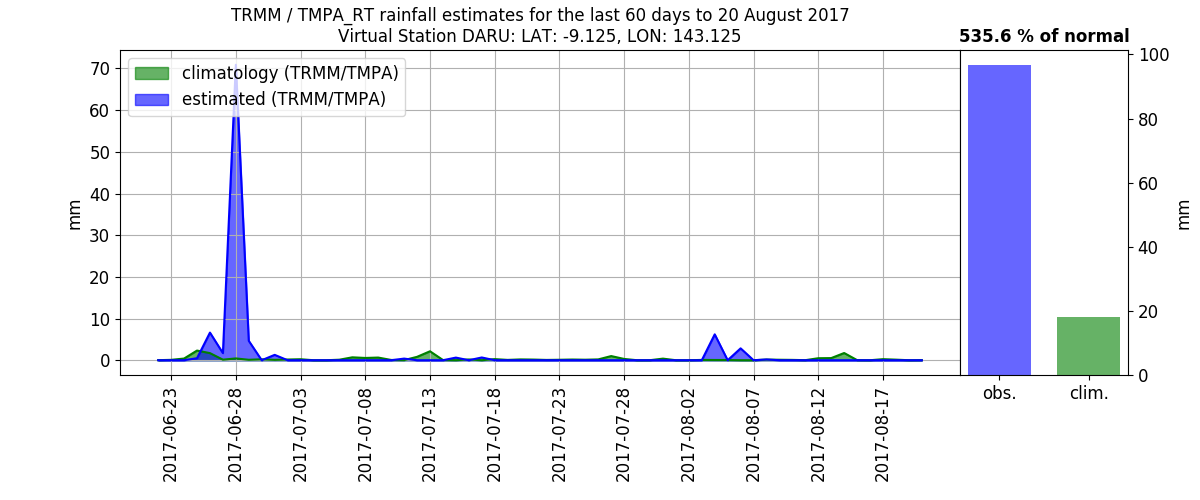 TRMM / TMPA_RT rainfall estimates for the last 60 days to 20 August 2017
Virtual Station DARU: LAT: -9.125, LON: 143.125
535.6 % of normal
climatology (TRMM/TMPA)
estimated (TRMM/TMPA)
mm
70
60
50
40
30
20
10
0
2017-06-23
2017-06-28
2017-07-03
2017-07-08
2017-07-13
2017-07-18
2017-07-23
2017-07-28
2017-08-02
2017-08-07
2017-08-12
2017-08-17
100
80
60
40
20
0
mm
obs.
clim.